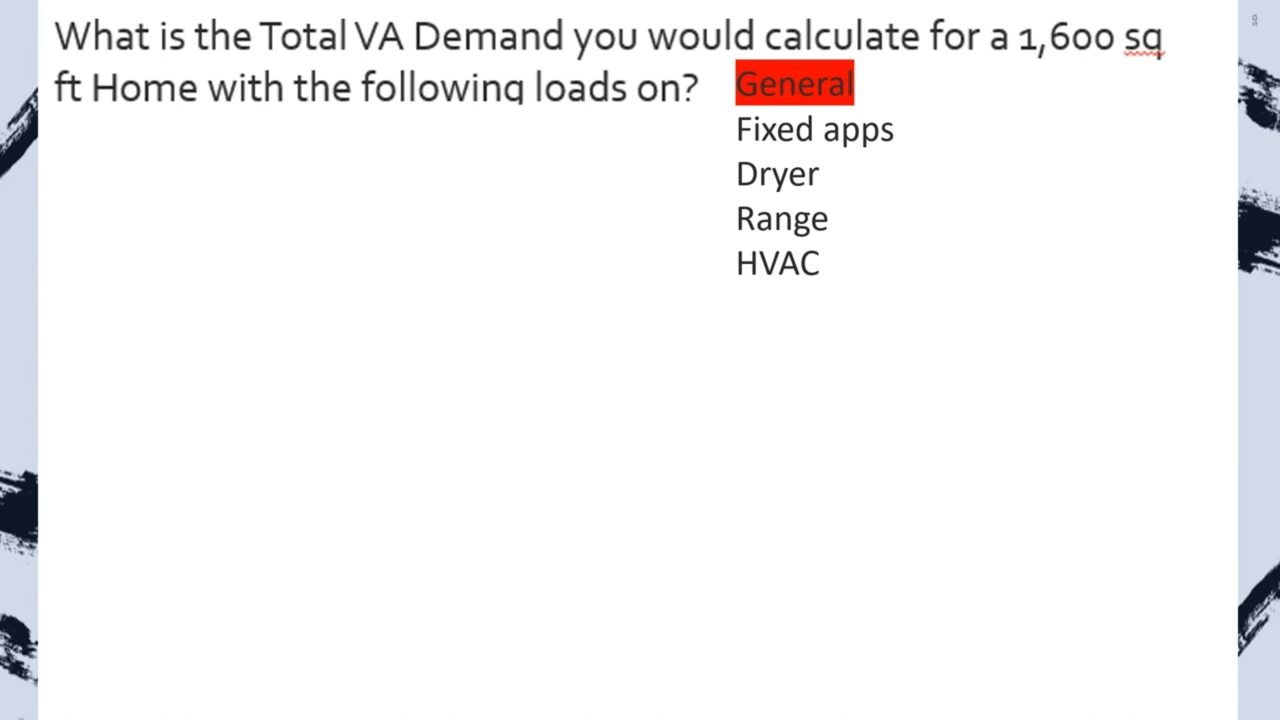 What is the Total VA Demand you would calculate for a 1,600 sq
ft Home with the following loads on?
General
Fixed apps
Dryer
Range
HVAC